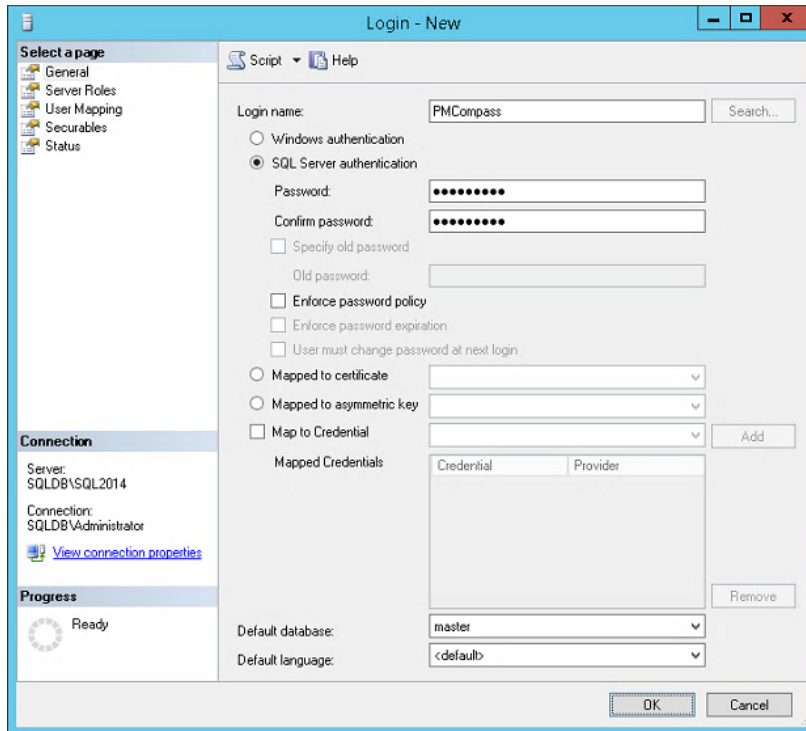 Login - New
Select a page
General
Server Roles
User Mapping
Securables
Status
Script Help
Login name: PMCompass Search...
Windows authentication
SQL Server authentication
Password: ●●●●●●●●●
Confirm password: ●●●●●●●●●
Specify old password
Old password:
Enforce password policy
Enforce password expiration
User must change password at next login
Mapped to certificate
Mapped to asymmetric key
Map to Credential Add
Mapped Credentials Credential Provider
Remove
Default database: master
Default language: <default>
Connection
Server:
SQLDB\SQL2014
Connection:
SQLDB\Administrator
View connection properties
Progress
Ready
OK Cancel